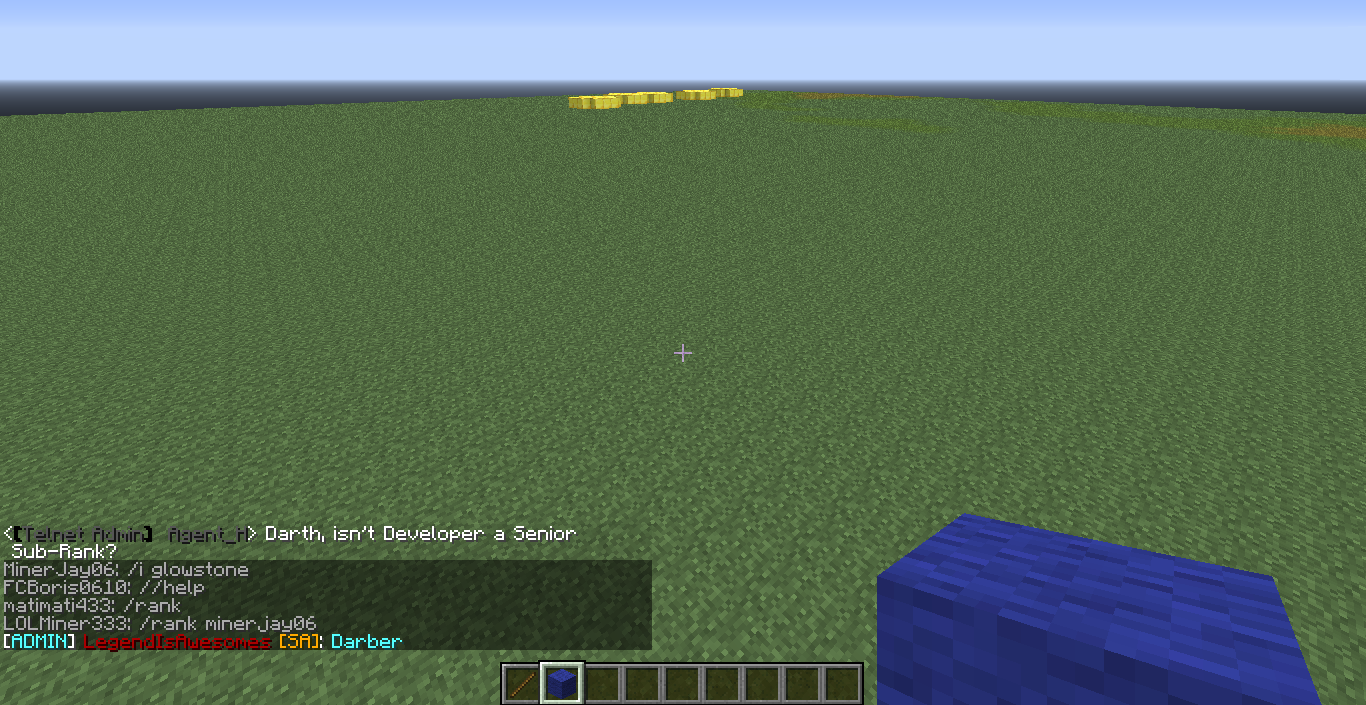 <[Telnet Admin] Agent_H> Darth, isn't Developer a Senior
Sub-Rank?
MinerJay06: /i glowstone
FCBoris0610: //help
matimati433: /rank
LOLMiner333: /rank minerjay06
[ADMIN] LegendIsAwesomes [SA]: Darber